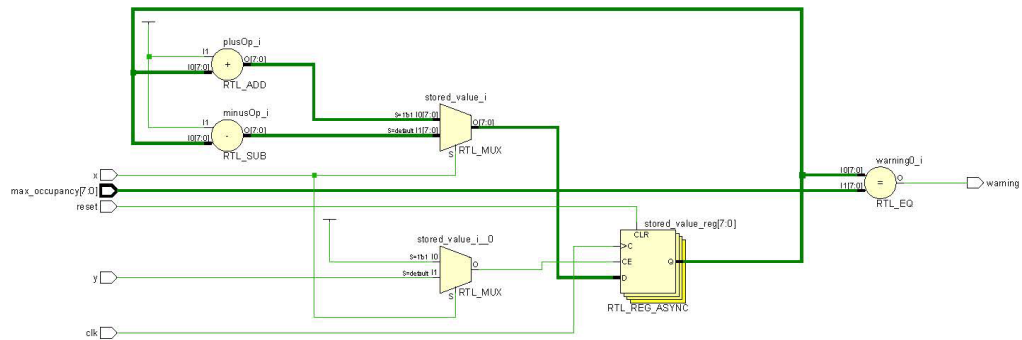 plusOp_i
I1
I0[7:0]
O[7:0]
+
RTL_ADD
minusOp_i
I1
I0[7:0]
O[7:0]
-
RTL_SUB
stored_value_i
S=1'b1 I0[7:0]
S=default I1[7:0]
O[7:0]
S
RTL_MUX
x
max_occupancy[7:0]
reset
warning0_i
I0[7:0]
I1[7:0]
=
O
RTL_EQ
warning
stored_value_reg[7:0]
CLR
C
CE
D
Q
RTL_REG_ASYNC
stored_value_i__0
S=1'b1 I0
S=default I1
O
S
RTL_MUX
y
clk